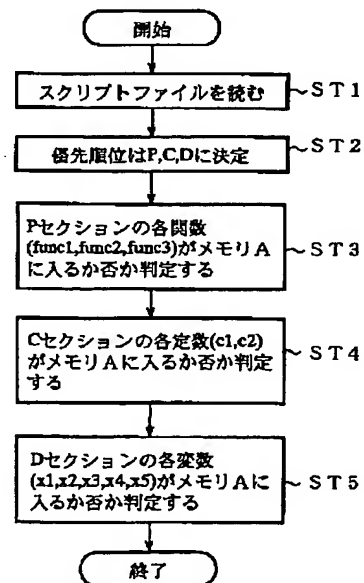 開始
スクリプトファイルを読む
ST1
優先順位はP,C,Dに決定
ST2
Pセクションの各関数
(func1,func2,func3)がメモリA
に入るか否か判定する
ST3
Cセクションの各定数(c1,c2)
がメモリAに入るか否か判定
する
ST4
Dセクションの各変数
(x1,x2,x3,x4,x5)がメモリAに
入るか否か判定する
ST5
終了